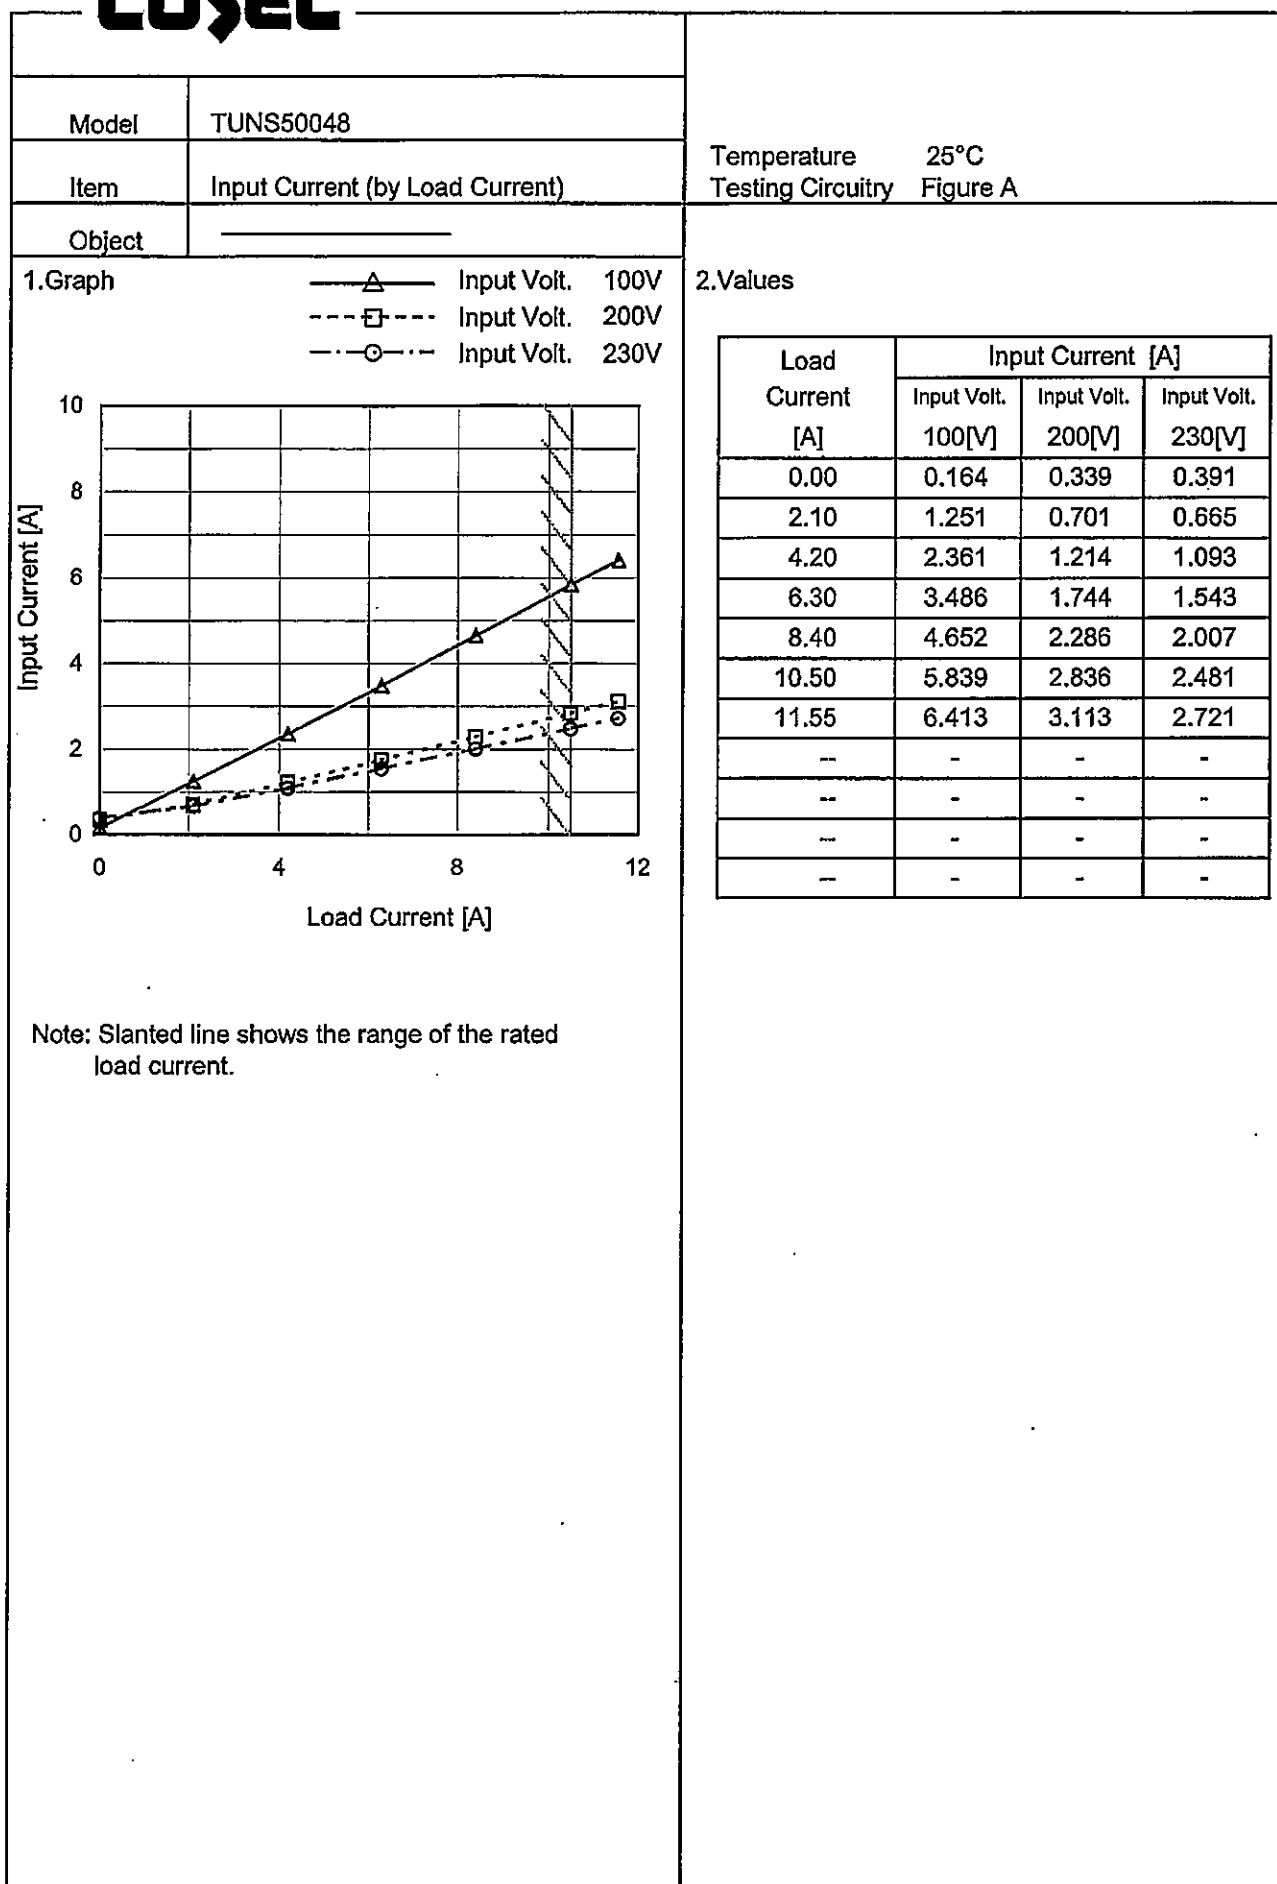 COSEL
Model TUNS50048
Item Input Current (by Load Current)
Object
Temperature 25°C
Testing Circuitry Figure A
1.Graph
Input Volt. 100V
Input Volt. 200V
Input Volt. 230V
10
8
6
4
2
0
Input Current [A]
0 4 8 12
Load Current [A]
Note: Slanted line shows the range of the rated
load current.
2.Values
Load Input Current [A]
Current Input Volt. Input Volt. Input Volt.
[A] 100[V] 200[V] 230[V]
0.00 0.164 0.339 0.391
2.10 1.251 0.701 0.665
4.20 2.361 1.214 1.093
6.30 3.486 1.744 1.543
8.40 4.652 2.286 2.007
10.50 5.839 2.836 2.481
11.55 6.413 3.113 2.721
-- - - -
-- - - -
-- - - -
-- - - -